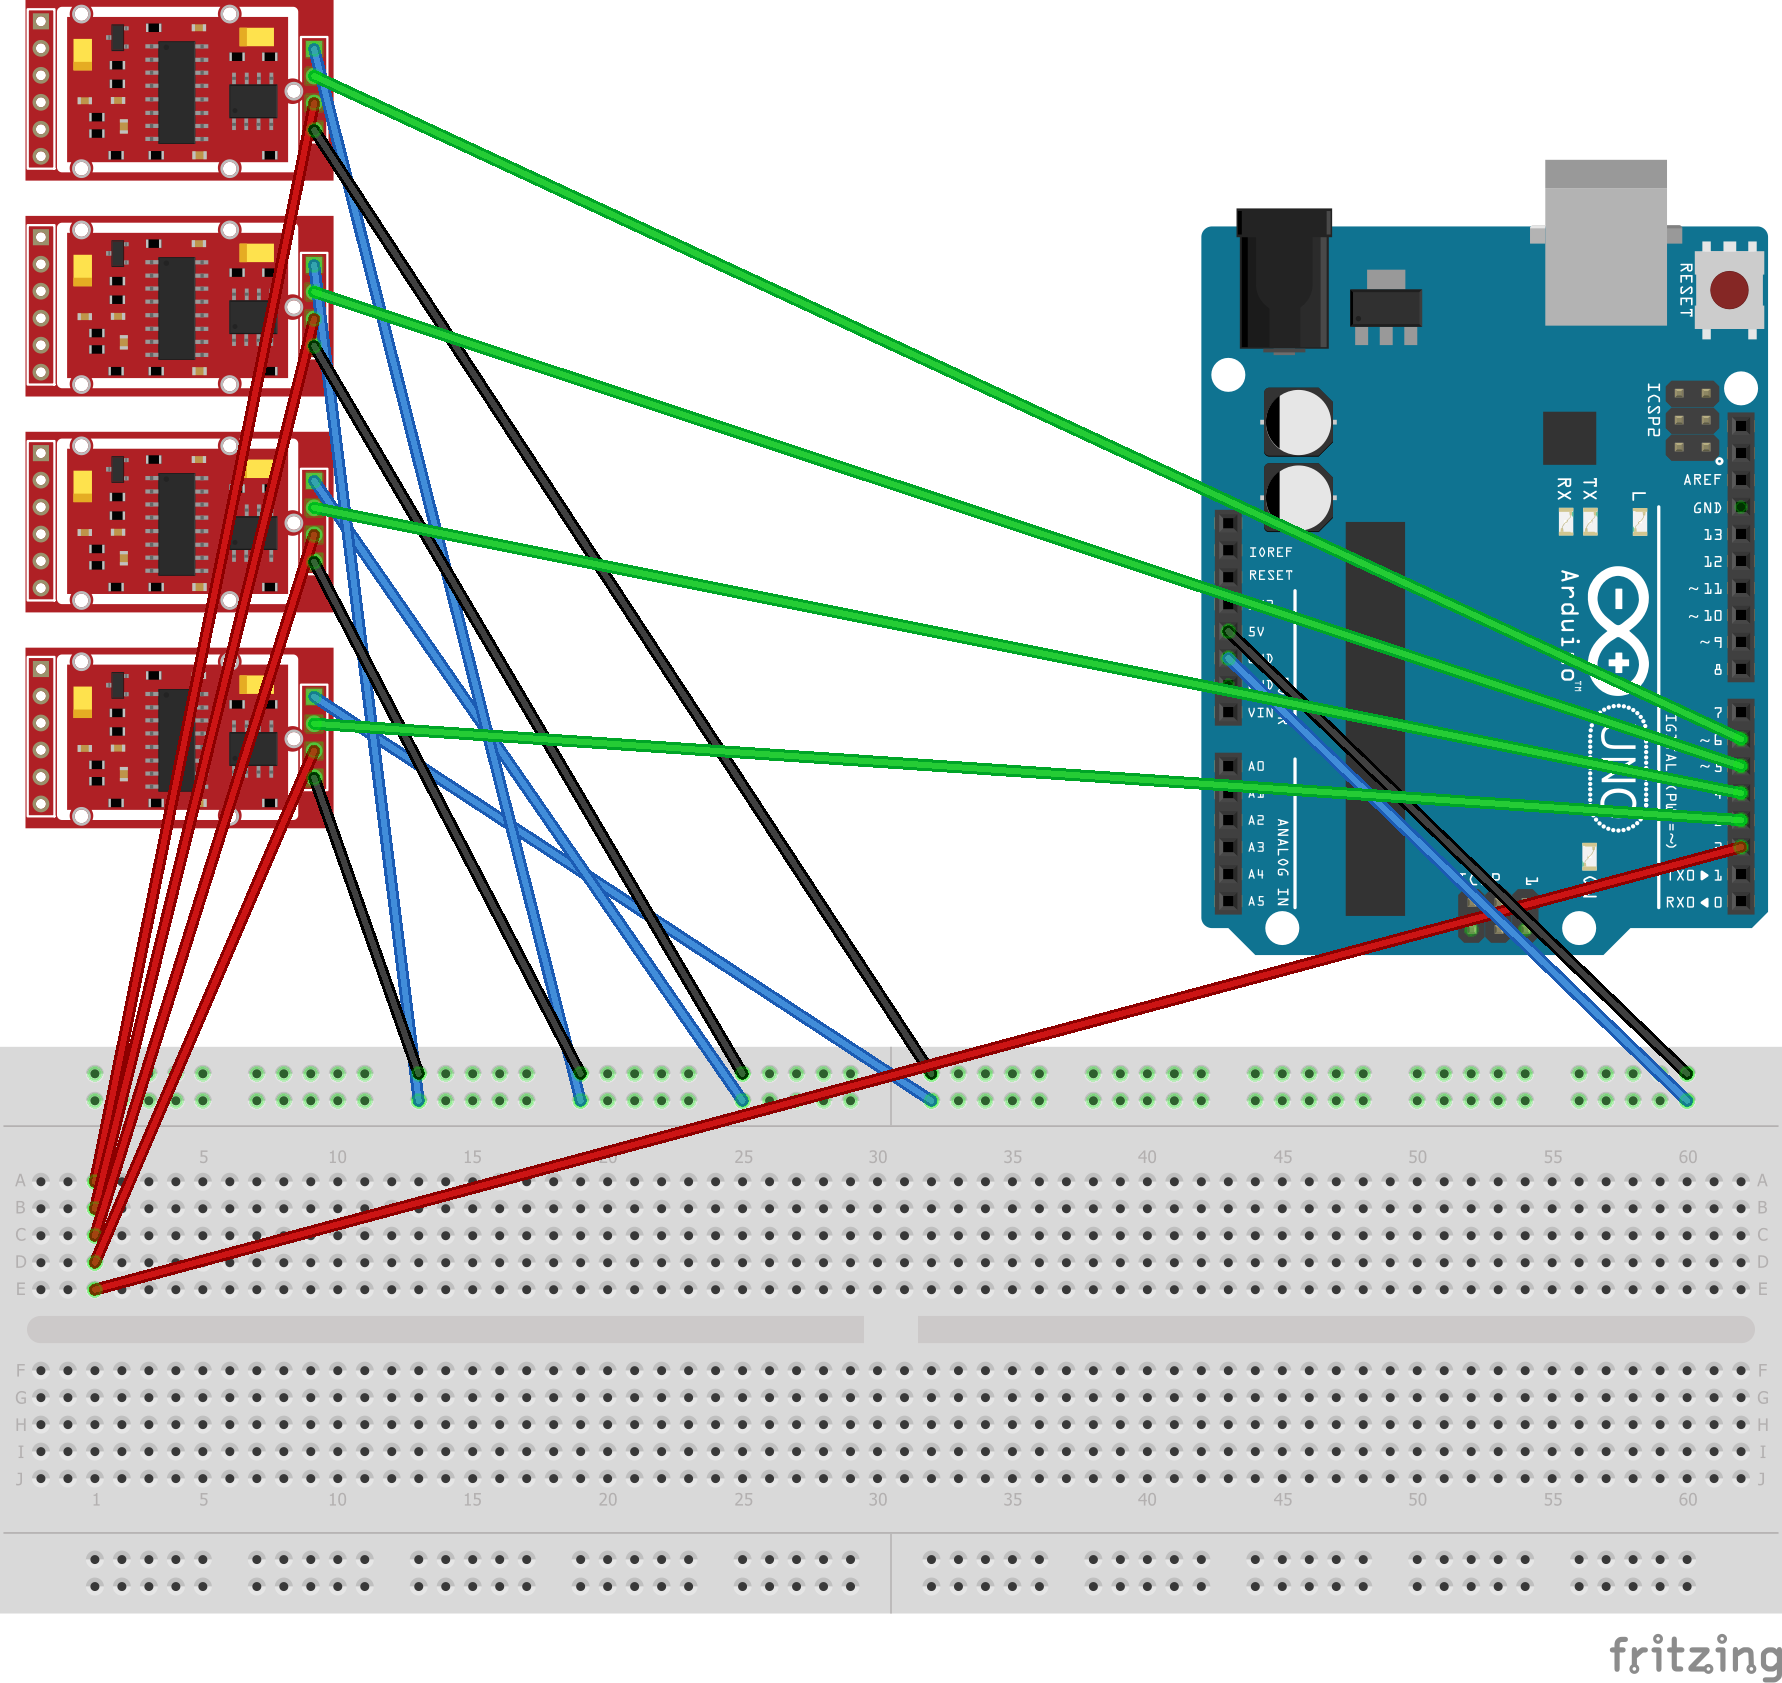 RESET
ICSP2
AREF
GND
13
12
~11
~10
~9
8
7
~6
~5
TX0▶1
RX0◀0
RX
TX
L
Arduino™
IOREF
RESET
5V
VIN
A0
A1
A2
A3
A4
A5
ANALOG IN
5 10 15 20 25 30 35 40 45 50 55 60
A A
B B
C C
D D
E E
F F
G G
H H
I I
J J
1 5 10 15 20 25 30 35 40 45 50 55 60
fritzing